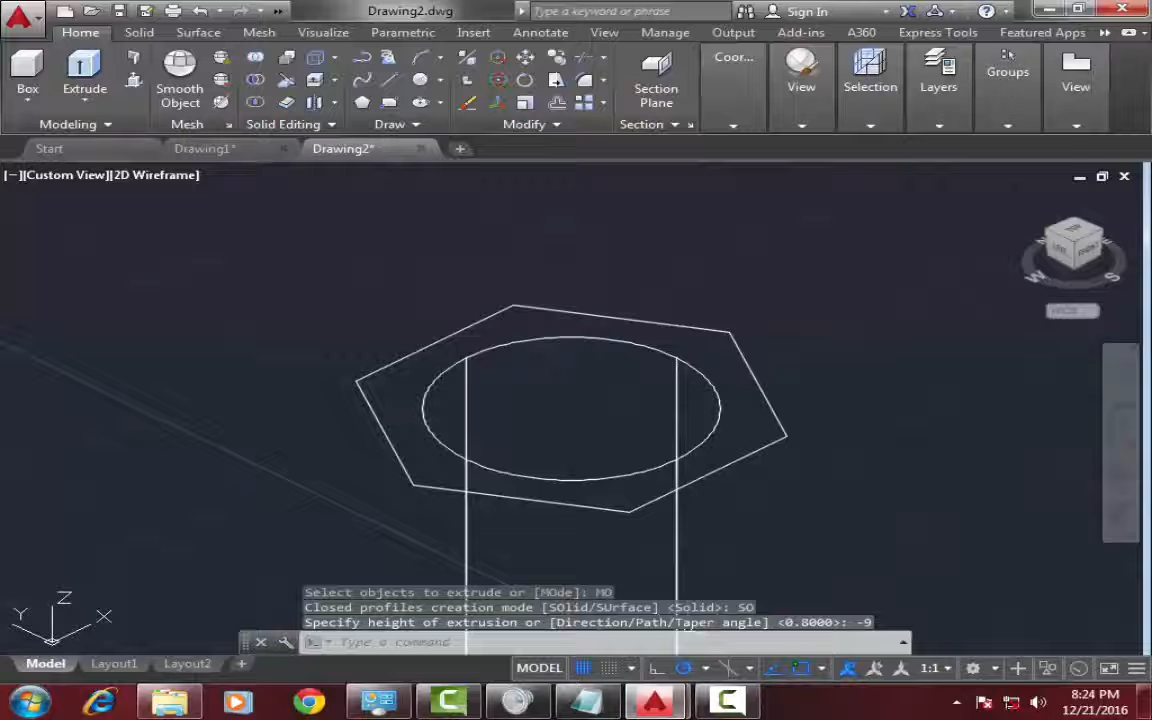 Drawing2.dwg
Type a keyword or phrase
Sign In
Home Solid Surface Mesh Visualize Parametric Insert Annotate View Manage Output Add-ins A360 Express Tools Featured Apps
Box
Extrude
Smooth Object
Section Plane
Coor...
View
Selection
Layers
Groups
View
Modeling
Mesh
Solid Editing
Draw
Modify
Section
Start Drawing1* Drawing2*
[−][Custom View][2D Wireframe]
TOP
FRONT
W
S
Z
Y X
Select objects to extrude or [MOde]: MO
Closed profiles creation mode [SOlid/SUrface] <Solid>: SO
Specify height of extrusion or [Direction/Path/Taper angle] <0.8000>: -9
Type a command
Model Layout1 Layout2
MODEL
1:1
8:24 PM
12/21/2016